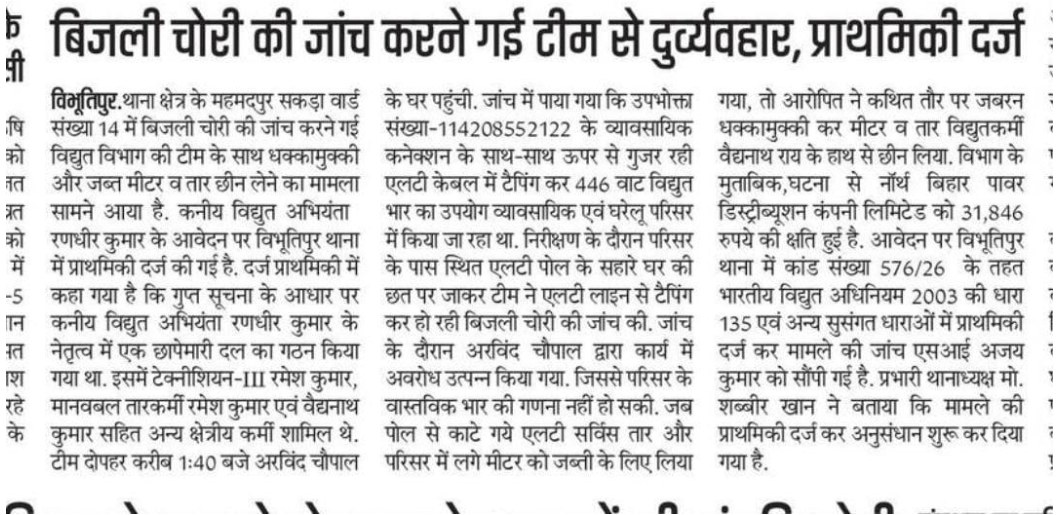 बिजली चोरी की जांच करने गई टीम से दुर्व्यवहार, प्राथमिकी दर्ज
विभूतिपुर.थाना क्षेत्र के महमदपुर सकड़ा वार्ड
संख्या 14 में बिजली चोरी की जांच करने गई
विद्युत विभाग की टीम के साथ धक्कामुक्की
और जब्त मीटर व तार छीन लेने का मामला
सामने आया है. कनीय विद्युत अभियंता
रणधीर कुमार के आवेदन पर विभूतिपुर थाना
में प्राथमिकी दर्ज की गई है. दर्ज प्राथमिकी में
कहा गया है कि गुप्त सूचना के आधार पर
कनीय विद्युत अभियंता रणधीर कुमार के
नेतृत्व में एक छापेमारी दल का गठन किया
गया था. इसमें टेक्नीशियन-III रमेश कुमार,
मानवबल तारकर्मी रमेश कुमार एवं वैद्यनाथ
कुमार सहित अन्य क्षेत्रीय कर्मी शामिल थे.
टीम दोपहर करीब 1:40 बजे अरविंद चौपाल
के घर पहुंची. जांच में पाया गया कि उपभोक्ता
संख्या-114208552122 के व्यावसायिक
कनेक्शन के साथ-साथ ऊपर से गुजर रही
एलटी केबल में टैपिंग कर 446 वाट विद्युत
भार का उपयोग व्यावसायिक एवं घरेलू परिसर
में किया जा रहा था. निरीक्षण के दौरान परिसर
के पास स्थित एलटी पोल के सहारे घर की
छत पर जाकर टीम ने एलटी लाइन से टैपिंग
कर हो रही बिजली चोरी की जांच की. जांच
के दौरान अरविंद चौपाल द्वारा कार्य में
अवरोध उत्पन्न किया गया. जिससे परिसर के
वास्तविक भार की गणना नहीं हो सकी. जब
पोल से काटे गये एलटी सर्विस तार और
परिसर में लगे मीटर को जब्ती के लिए लिया
गया, तो आरोपित ने कथित तौर पर जबरन
धक्कामुक्की कर मीटर व तार विद्युतकर्मी
वैद्यनाथ राय के हाथ से छीन लिया. विभाग के
मुताबिक,घटना से नॉर्थ बिहार पावर
डिस्ट्रीब्यूशन कंपनी लिमिटेड को 31,846
रुपये की क्षति हुई है. आवेदन पर विभूतिपुर
थाना में कांड संख्या 576/26 के तहत
भारतीय विद्युत अधिनियम 2003 की धारा
135 एवं अन्य सुसंगत धाराओं में प्राथमिकी
दर्ज कर मामले की जांच एसआई अजय
कुमार को सौंपी गई है. प्रभारी थानाध्यक्ष मो.
शब्बीर खान ने बताया कि मामले की
प्राथमिकी दर्ज कर अनुसंधान शुरू कर दिया
गया है.